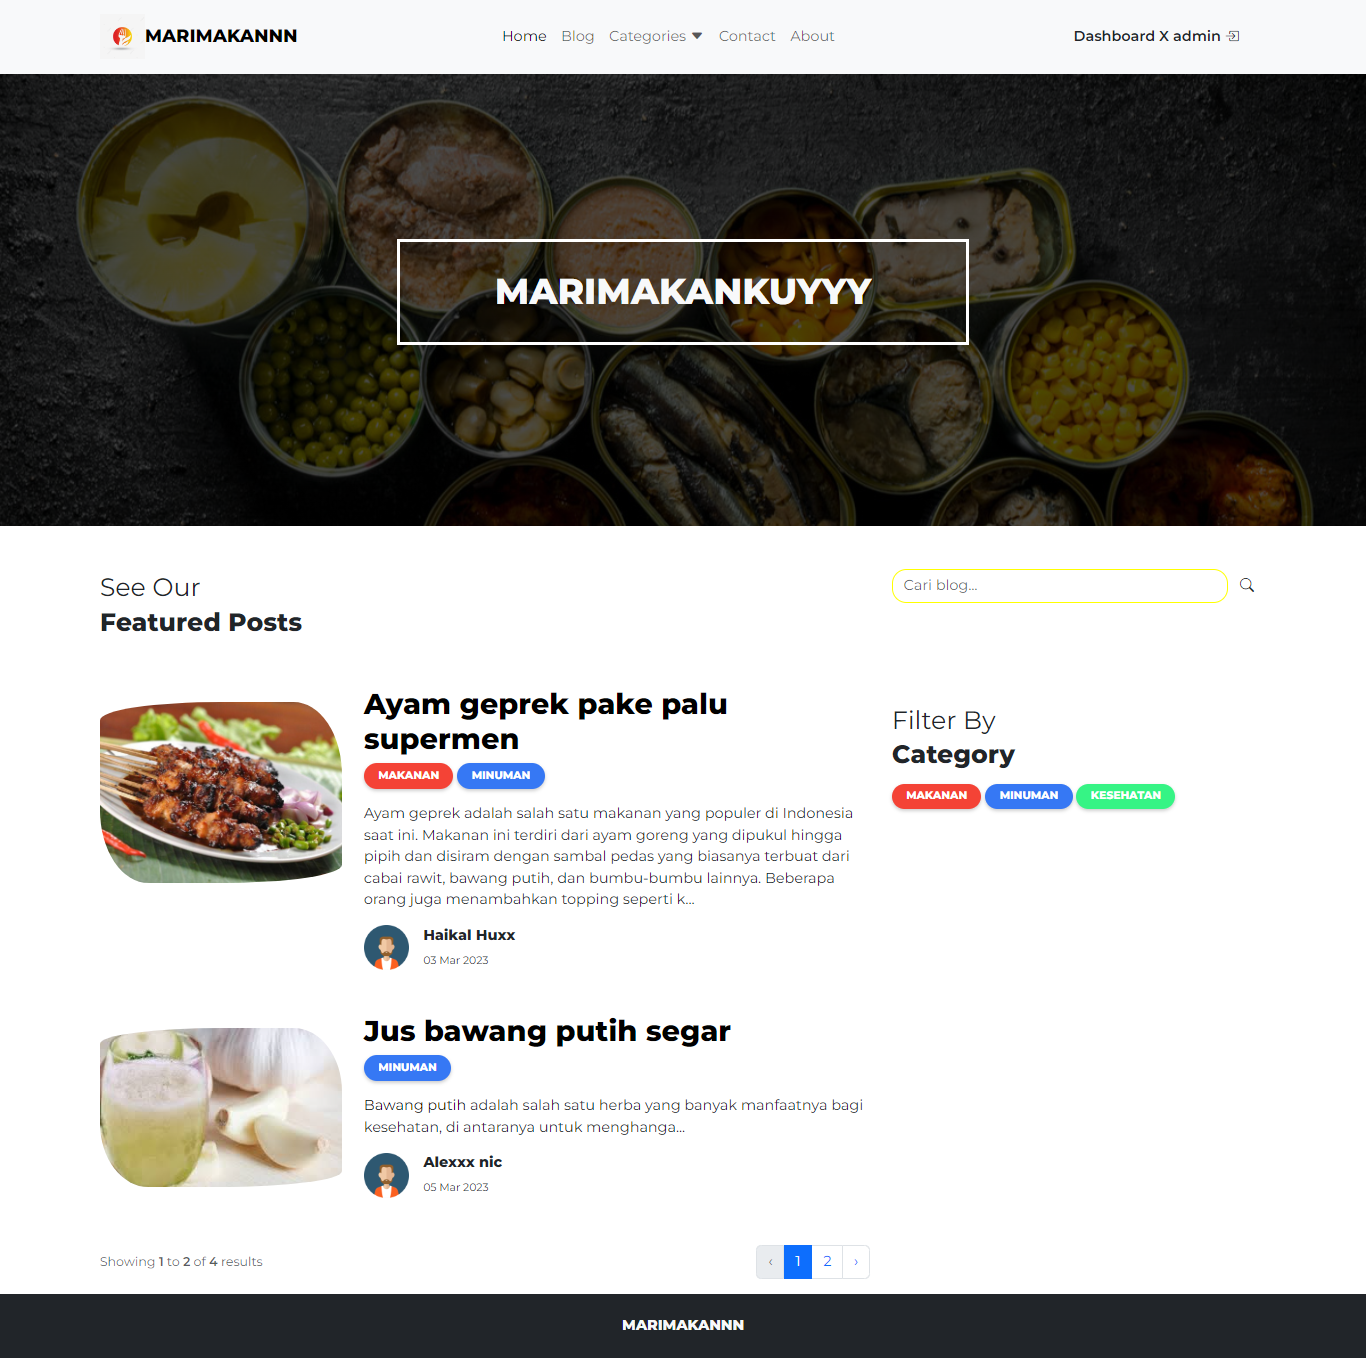 MARIMAKANNN
Home Blog Categories Contact About
Dashboard X admin
MARIMAKANKUYYY
See Our
Featured Posts
Cari blog...
Ayam geprek pake palu
supermen
MAKANAN MINUMAN
Ayam geprek adalah salah satu makanan yang populer di Indonesia
saat ini. Makanan ini terdiri dari ayam goreng yang dipukul hingga
pipih dan disiram dengan sambal pedas yang biasanya terbuat dari
cabai rawit, bawang putih, dan bumbu-bumbu lainnya. Beberapa
orang juga menambahkan topping seperti k...
Haikal Huxx
03 Mar 2023
Filter By
Category
MAKANAN MINUMAN KESEHATAN
Jus bawang putih segar
MINUMAN
Bawang putih adalah salah satu herba yang banyak manfaatnya bagi
kesehatan, di antaranya untuk menghanga...
Alexxx nic
05 Mar 2023
Showing 1 to 2 of 4 results
‹ 1 2 ›
MARIMAKANNN